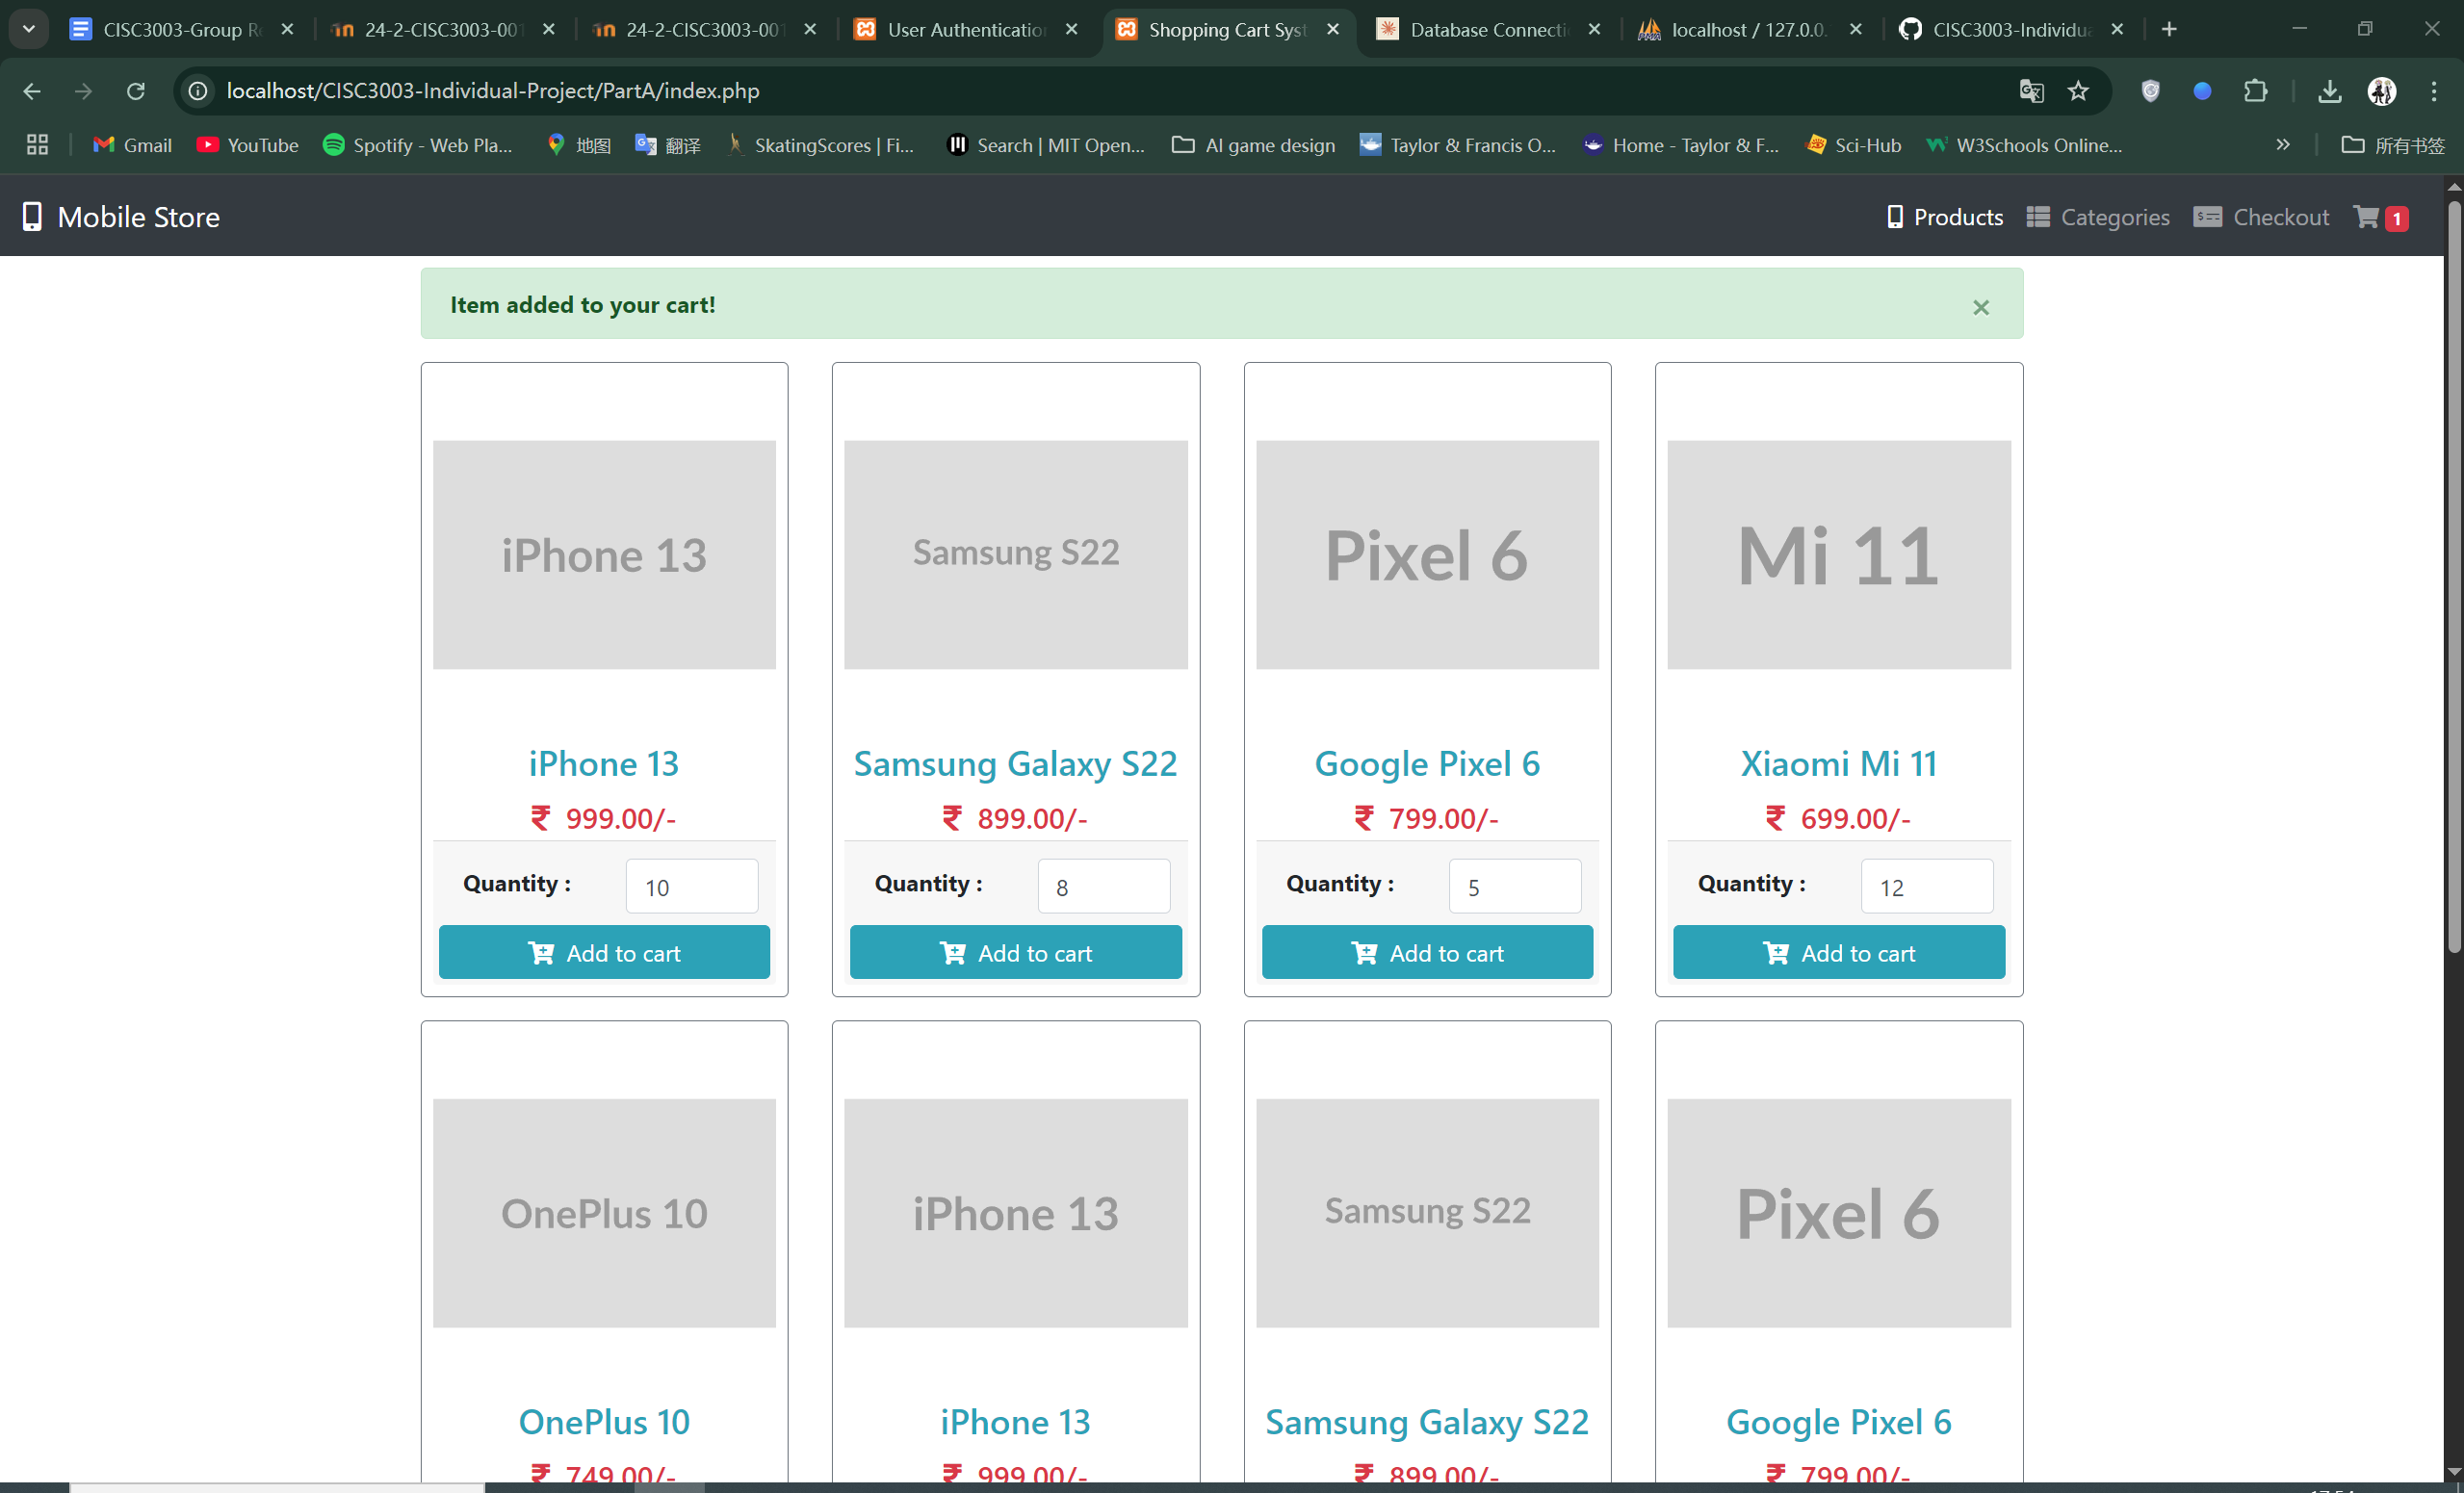 CISC3003-Group Re
24-2-CISC3003-001
24-2-CISC3003-001
User Authentication
Shopping Cart Syst
Database Connecti
localhost / 127.0.0.
CISC3003-Individua
localhost/CISC3003-Individual-Project/PartA/index.php
Gmail
YouTube
Spotify - Web Pla...
地图
翻译
SkatingScores | Fi...
Search | MIT Open...
AI game design
Taylor & Francis O...
Home - Taylor & F...
Sci-Hub
W3Schools Online...
所有书签
Mobile Store
Products
Categories
Checkout
1
Item added to your cart!
×
iPhone 13
Samsung S22
Pixel 6
Mi 11
iPhone 13
Samsung Galaxy S22
Google Pixel 6
Xiaomi Mi 11
₹ 999.00/-
₹ 899.00/-
₹ 799.00/-
₹ 699.00/-
Quantity : 10
Quantity : 8
Quantity : 5
Quantity : 12
Add to cart
Add to cart
Add to cart
Add to cart
OnePlus 10
iPhone 13
Samsung S22
Pixel 6
OnePlus 10
iPhone 13
Samsung Galaxy S22
Google Pixel 6
₹ 749.00/-
₹ 999.00/-
₹ 899.00/-
₹ 799.00/-